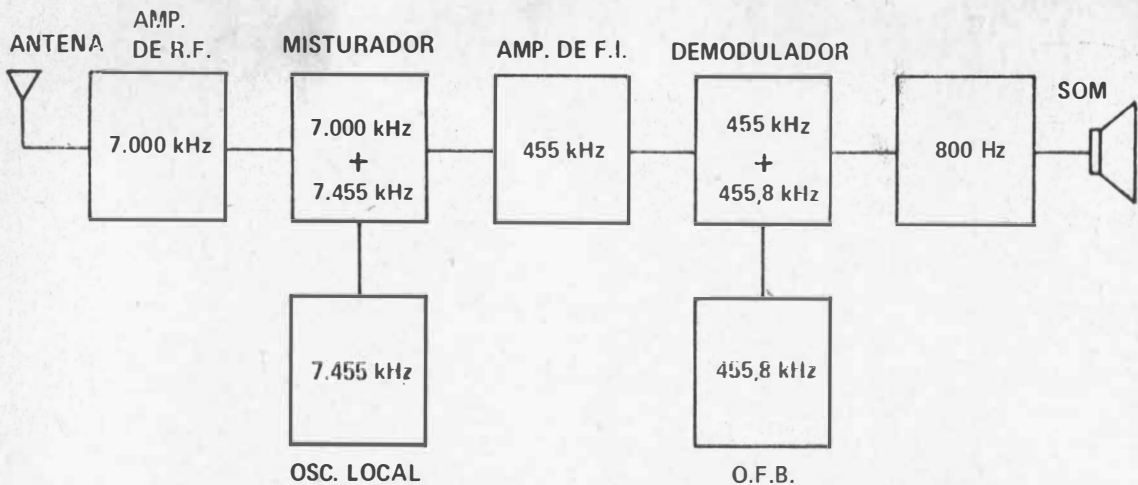 ANTENA
AMP.
DE R.F.
MISTURADOR
AMP. DE F.I.
DEMODULADOR
SOM
7.000 kHz
7.000 kHz
+
7.455 kHz
455 kHz
455 kHz
+
455,8 kHz
800 Hz
7.455 kHz
455,8 kHz
OSC. LOCAL
O.F.B.